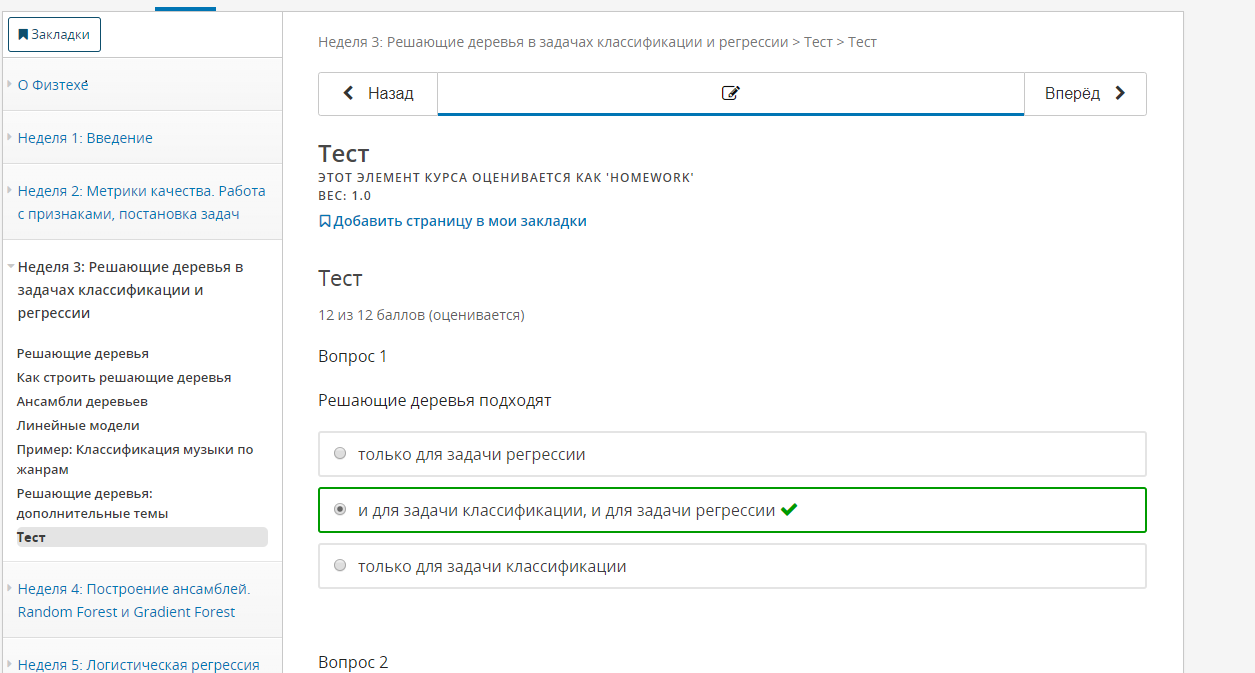 Закладки
О Физтехе
Неделя 1: Введение
Неделя 2: Метрики качества. Работа
с признаками, постановка задач
Неделя 3: Решающие деревья в
задачах классификации и
регрессии
Решающие деревья
Как строить решающие деревья
Ансамбли деревьев
Линейные модели
Пример: Классификация музыки по
жанрам
Решающие деревья:
дополнительные темы
Тест
Неделя 4: Построение ансамблей.
Random Forest и Gradient Forest
Неделя 5: Логистическая регрессия
Неделя 3: Решающие деревья в задачах классификации и регрессии > Тест > Тест
Назад
Вперёд
Тест
ЭТОТ ЭЛЕМЕНТ КУРСА ОЦЕНИВАЕТСЯ КАК 'HOMEWORK'
ВЕС: 1.0
Добавить страницу в мои закладки
Тест
12 из 12 баллов (оценивается)
Вопрос 1
Решающие деревья подходят
только для задачи регрессии
и для задачи классификации, и для задачи регрессии
только для задачи классификации
Вопрос 2